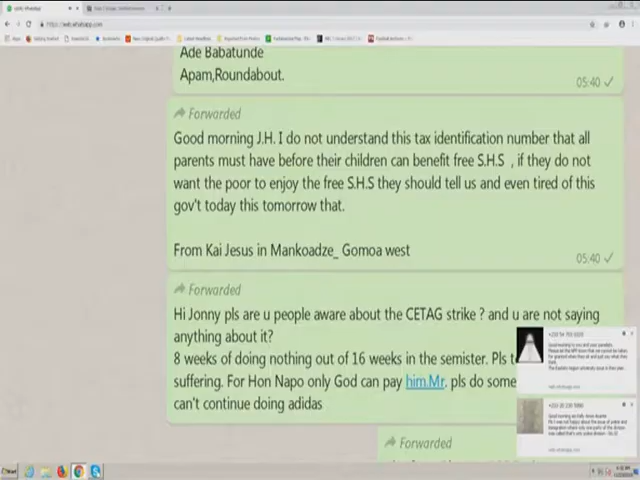 https://web.whatsapp.com
Ade Babatunde
Apam,Roundabout.
05:40
Forwarded
Good morning J.H. I do not understand this tax identification number that all
parents must have before their children can benefit free S.H.S , if they do not
want the poor to enjoy the free S.H.S they should tell us and even tired of this
gov't today this tomorrow that.
From Kai Jesus in Mankoadze_ Gomoa west
05:40
Forwarded
Hi Jonny pls are u people aware about the CETAG strike ? and u are not saying
anything about it?
8 weeks of doing nothing out of 16 weeks in the semister. Pls
suffering. For Hon Napo only God can pay him.Mr. pls do some
can't continue doing adidas
Forwarded